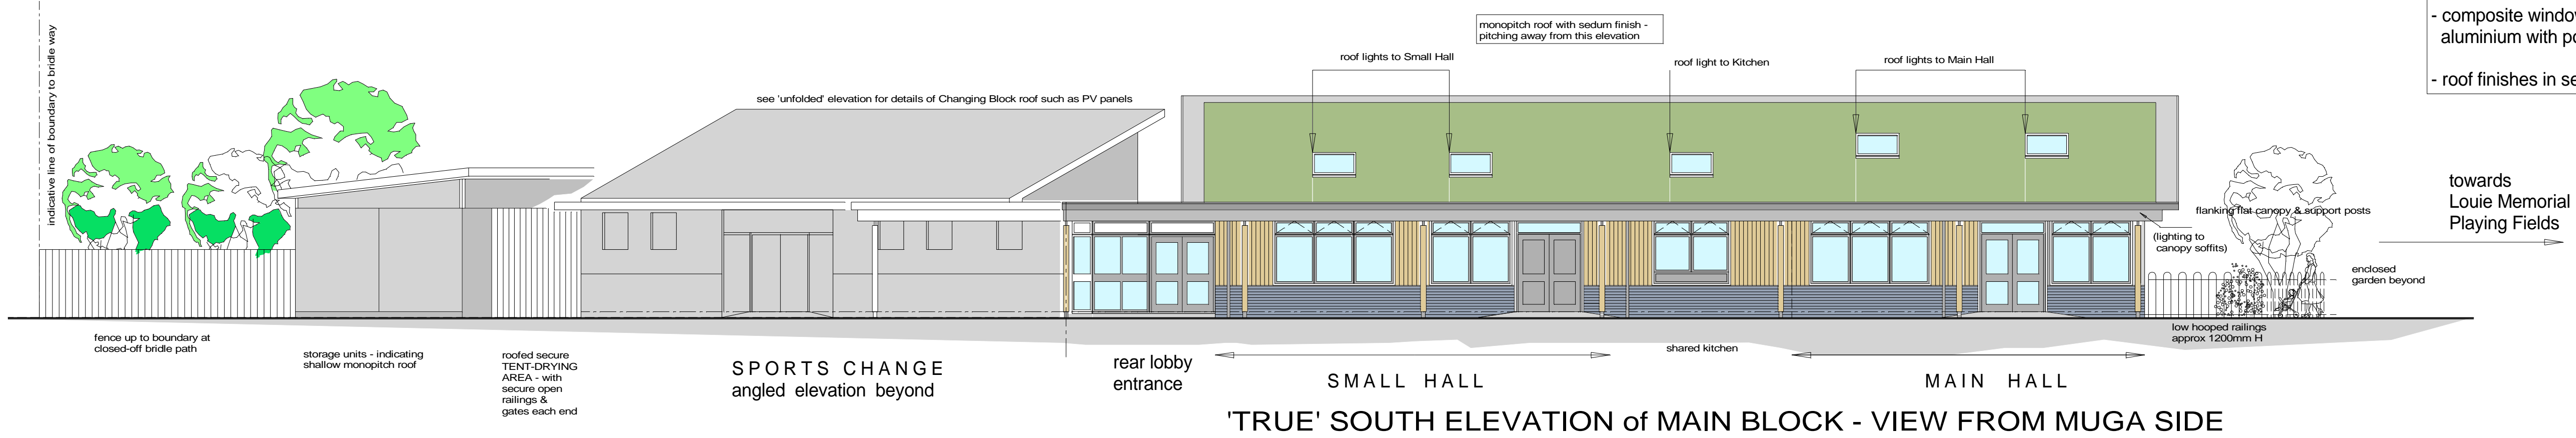 indicative line of boundary to bridle way
see 'unfolded' elevation for details of Changing Block roof such as PV panels
monopitch roof with sedum finish -
pitching away from this elevation
roof lights to Small Hall
roof light to Kitchen
roof lights to Main Hall
- composite window
aluminium with po
- roof finishes in se
towards
Louie Memorial
Playing Fields
flanking flat canopy & support posts
(lighting to
canopy soffits)
enclosed
garden beyond
low hooped railings
approx 1200mm H
fence up to boundary at
closed-off bridle path
storage units - indicating
shallow monopitch roof
roofed secure
TENT-DRYING
AREA - with
secure open
railings &
gates each end
SPORTS CHANGE
angled elevation beyond
rear lobby
entrance
SMALL HALL
shared kitchen
MAIN HALL
'TRUE' SOUTH ELEVATION of MAIN BLOCK - VIEW FROM MUGA SIDE